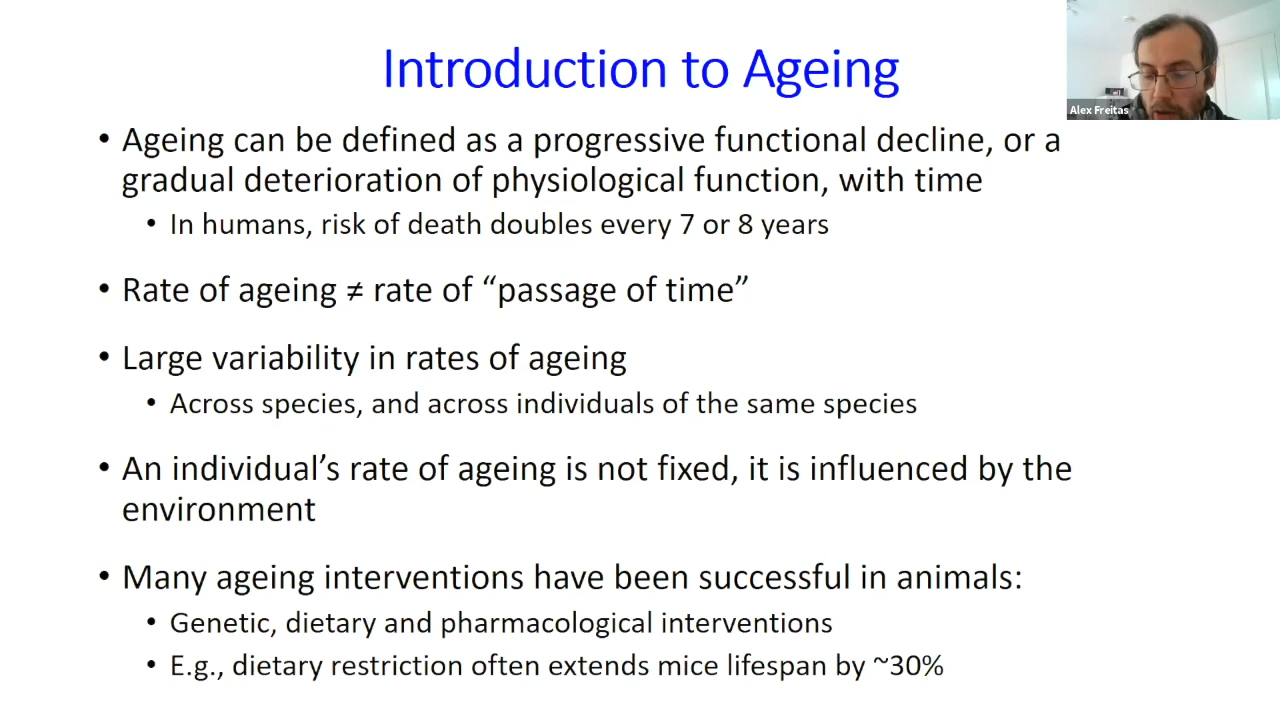 Introduction to Ageing
Alex Freitas
• Ageing can be defined as a progressive functional decline, or a
gradual deterioration of physiological function, with time
• In humans, risk of death doubles every 7 or 8 years
• Rate of ageing ≠ rate of “passage of time”
• Large variability in rates of ageing
• Across species, and across individuals of the same species
• An individual’s rate of ageing is not fixed, it is influenced by the
environment
• Many ageing interventions have been successful in animals:
• Genetic, dietary and pharmacological interventions
• E.g., dietary restriction often extends mice lifespan by ~30%